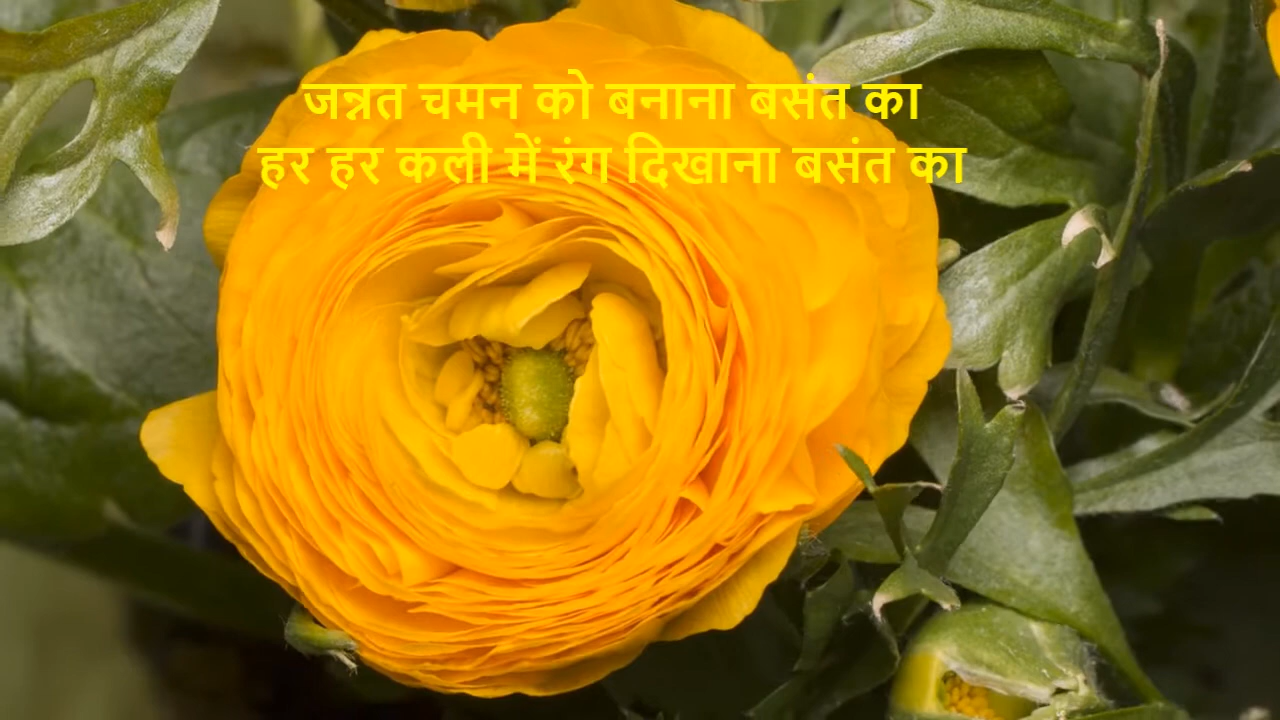 जन्नत चमन को बनाना बसंत का
हर हर कली में रंग दिखाना बसंत का